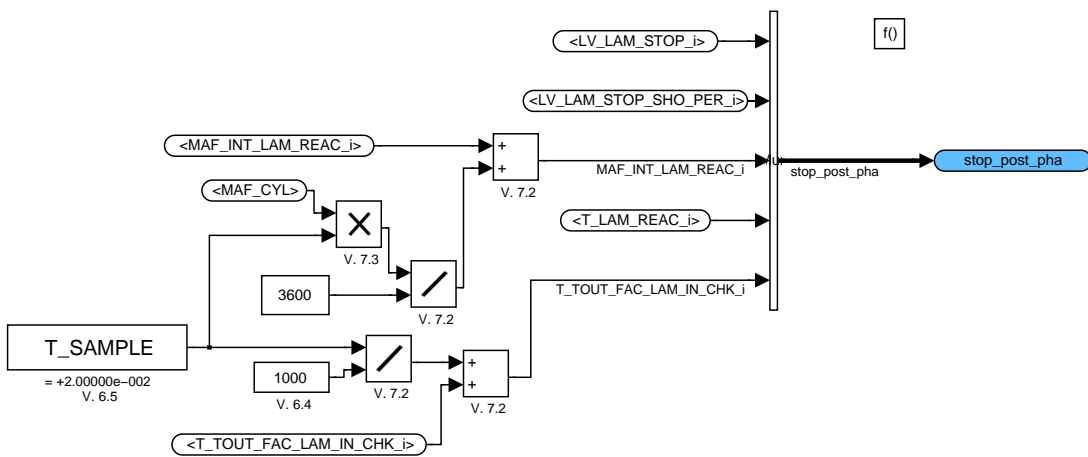 <LV_LAM_STOP_i>
f()
<LV_LAM_STOP_SHO_PER_i>
<MAF_INT_LAM_REAC_i>
+
+
V. 7.2
MAF_INT_LAM_REAC_i
stop_post_pha
stop_post_pha
<MAF_CYL>
V. 7.3
<T_LAM_REAC_i>
3600
V. 7.2
T_TOUT_FAC_LAM_IN_CHK_i
T_SAMPLE
= +2.00000e−002
V. 6.5
1000
V. 6.4
V. 7.2
+
+
V. 7.2
<T_TOUT_FAC_LAM_IN_CHK_i>